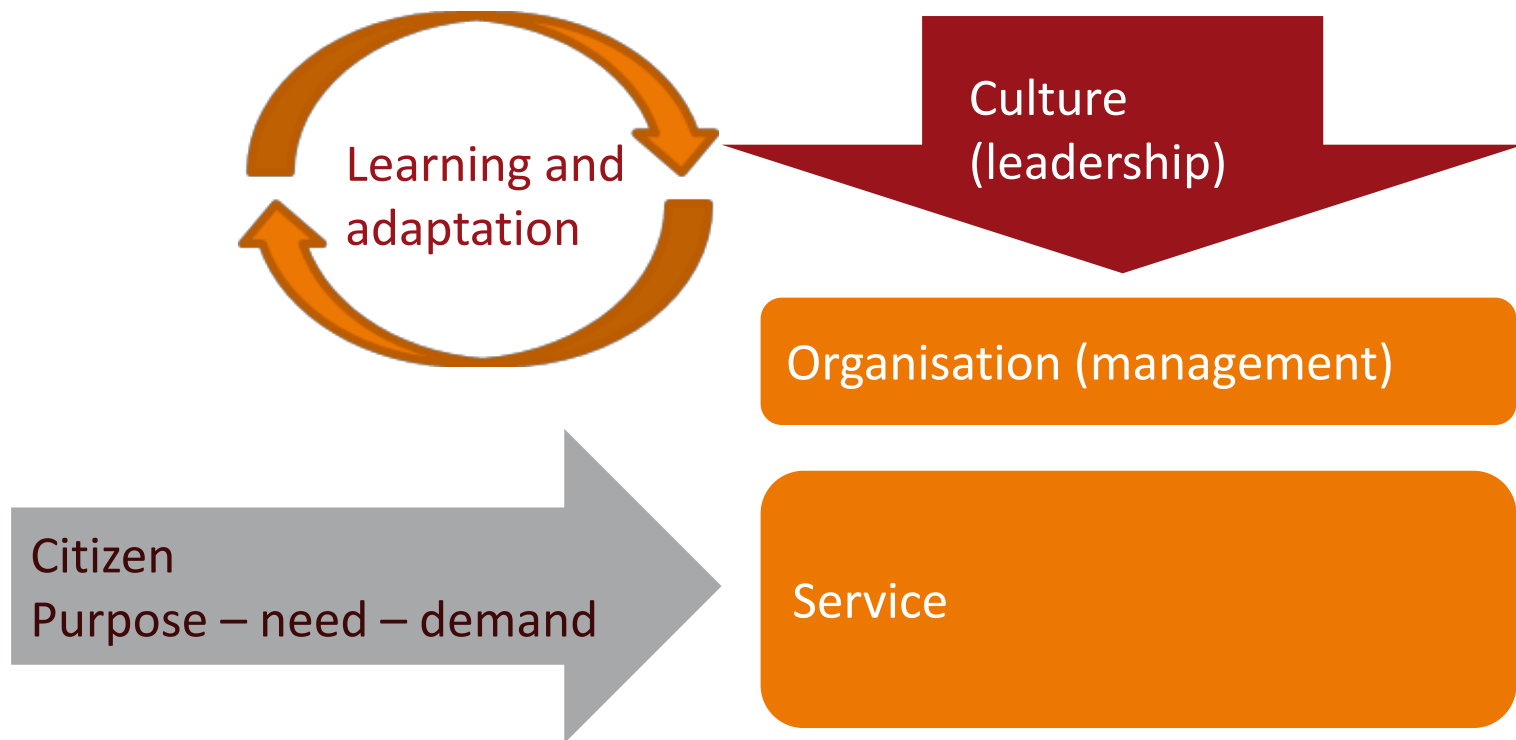 Learning and
adaptation
Culture
(leadership)
Organisation (management)
Citizen
Purpose – need – demand
Service